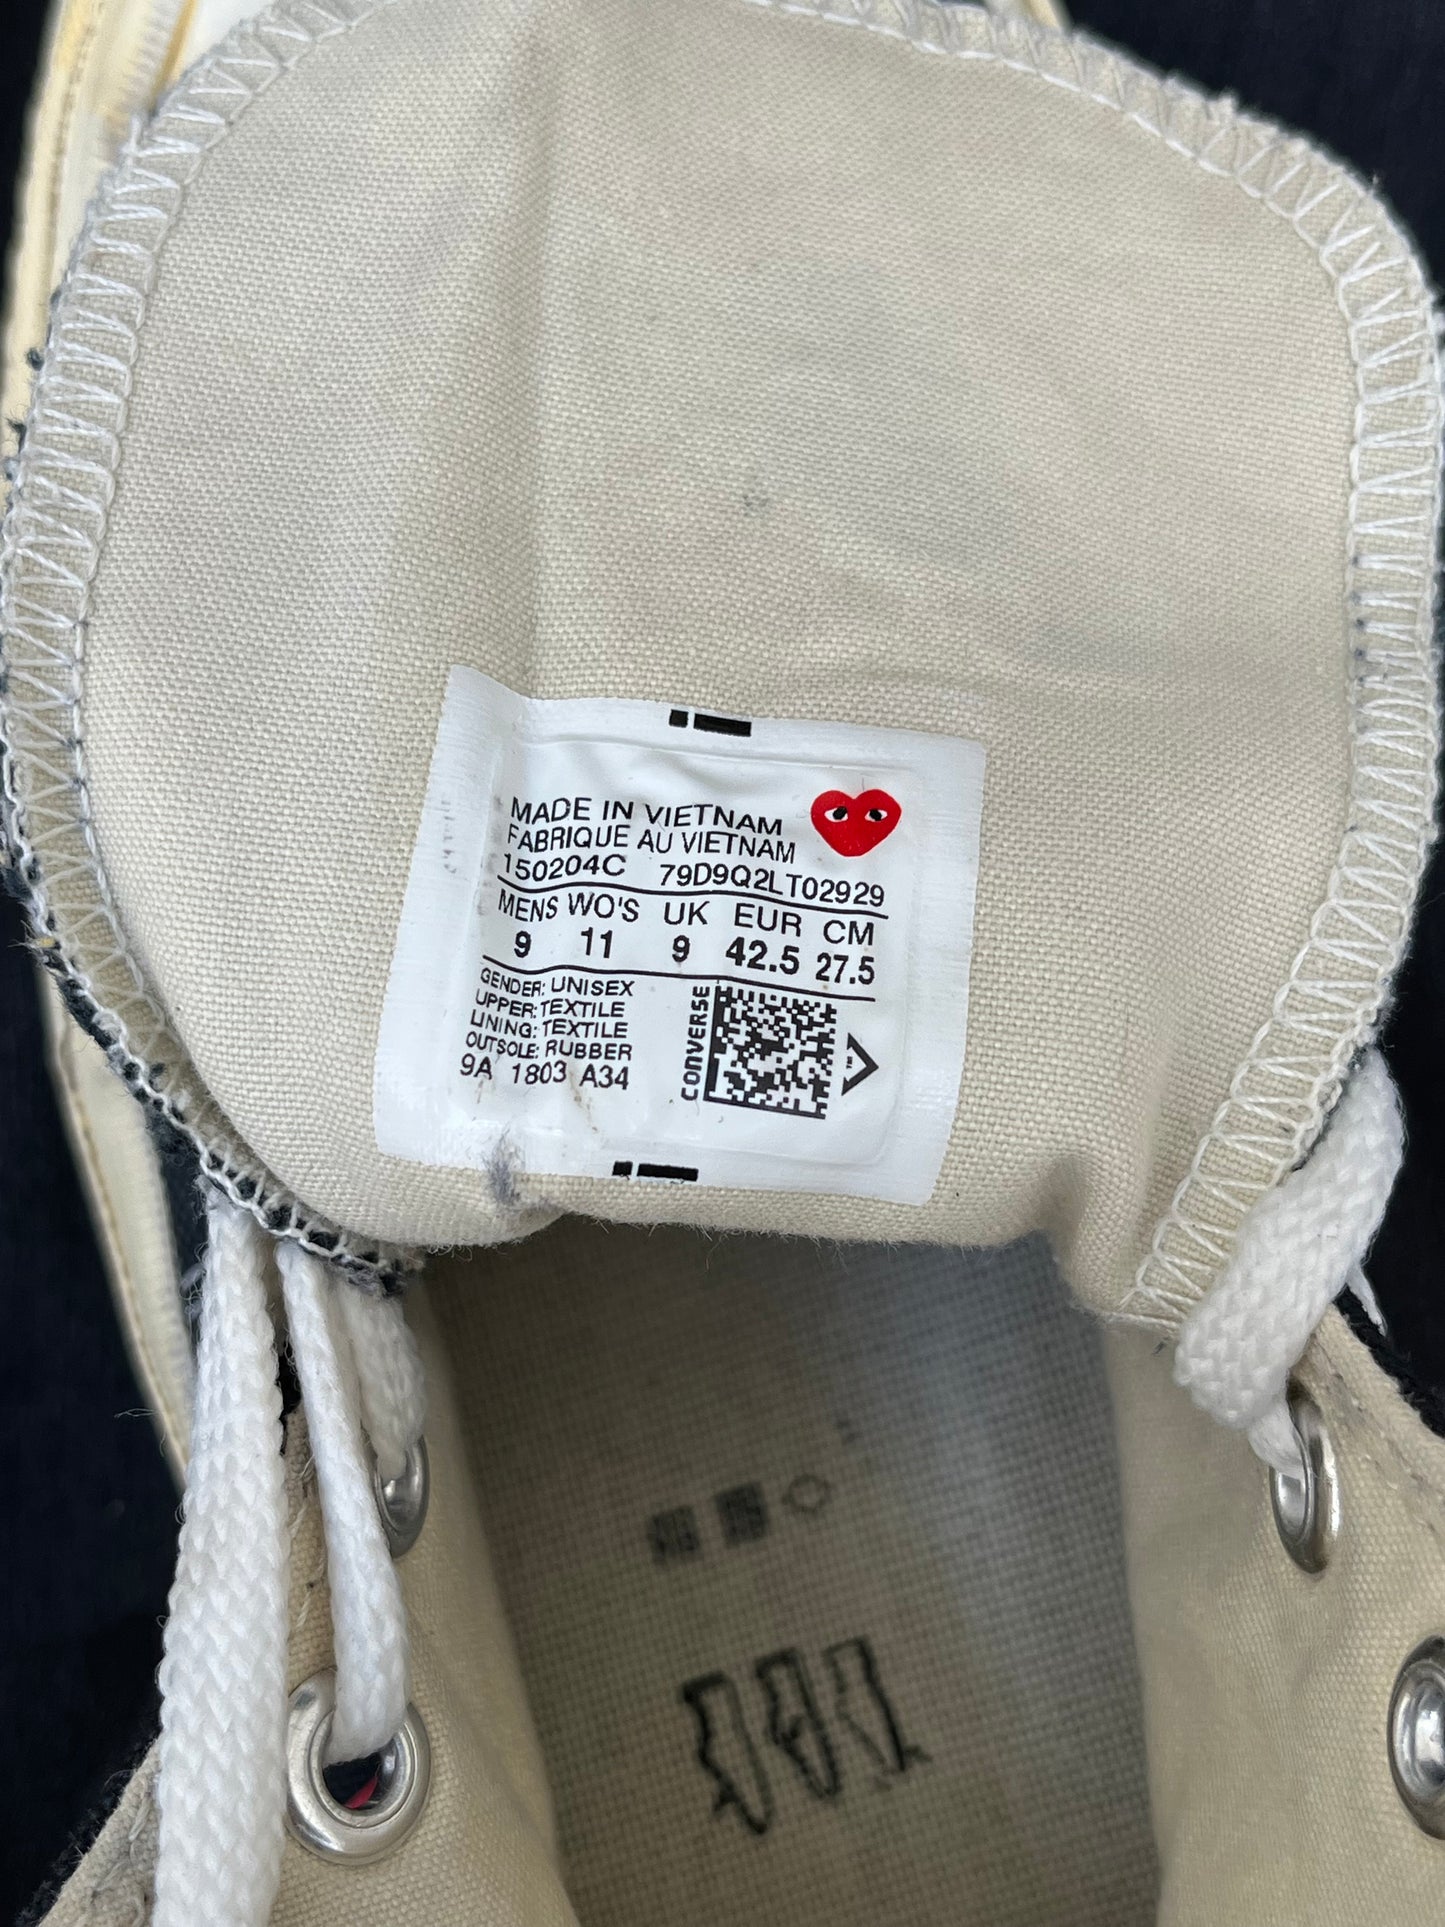 MADE IN VIETNAM
FABRIQUE AU VIETNAM
150204C 79D9Q2LT02929
MENS WO'S UK EUR CM
9 11 9 42.5 27.5
GENDER: UNISEX
UPPER: TEXTILE
LINING: TEXTILE
OUTSOLE: RUBBER
9A 1803 A34
CONVERSE